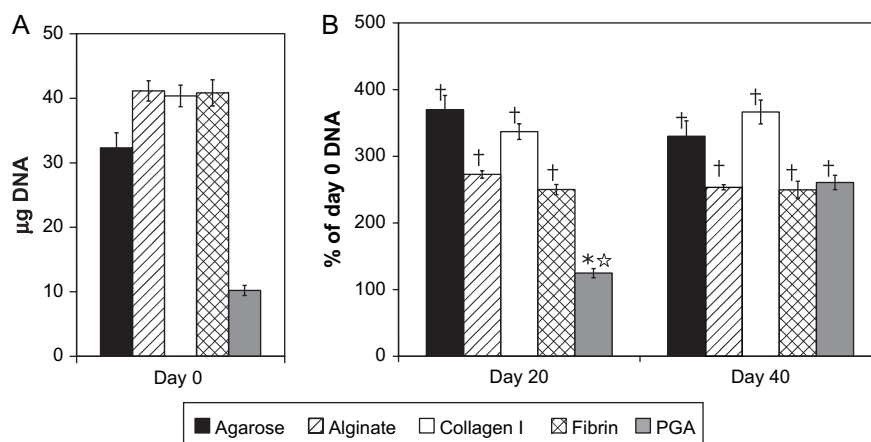 A
50
40
30
20
10
0
μg DNA
Day 0
B
500
400
300
200
100
0
% of day 0 DNA
† † † † *☆
† † † † †
Day 20 Day 40
Agarose Alginate Collagen I Fibrin PGA